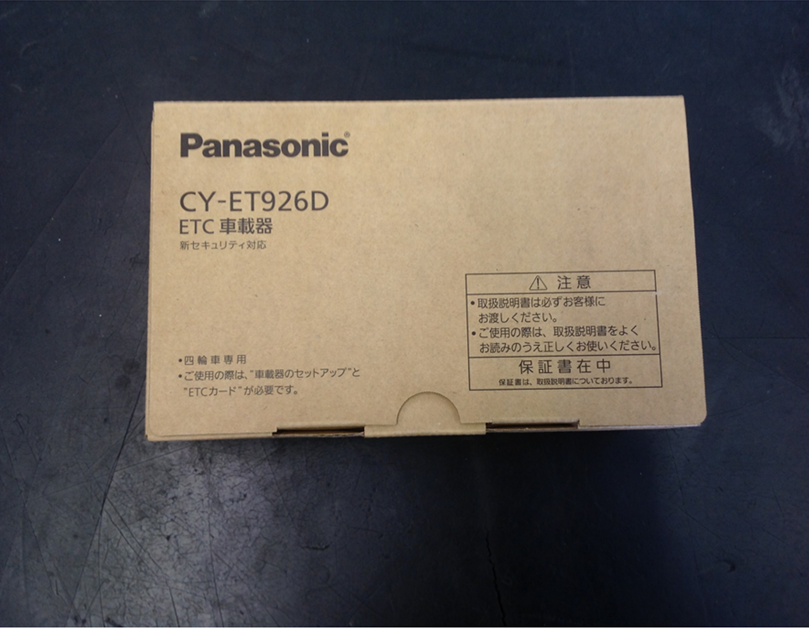 Panasonic®
CY-ET926D
ETC 車載器
新セキュリティ対応
⚠ 注意
•取扱説明書は必ずお客様に
お渡しください。
•ご使用の際は、取扱説明書をよく
お読みのうえ正しくお使いください。
保証書在中
保証書は、取扱説明書についております。
•四輪車専用
•ご使用の際は、"車載器のセットアップ"と
"ETCカード"が必要です。